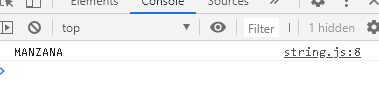 Elements Console Sources
top Filter 1 hidden
MANZANA string.js:8